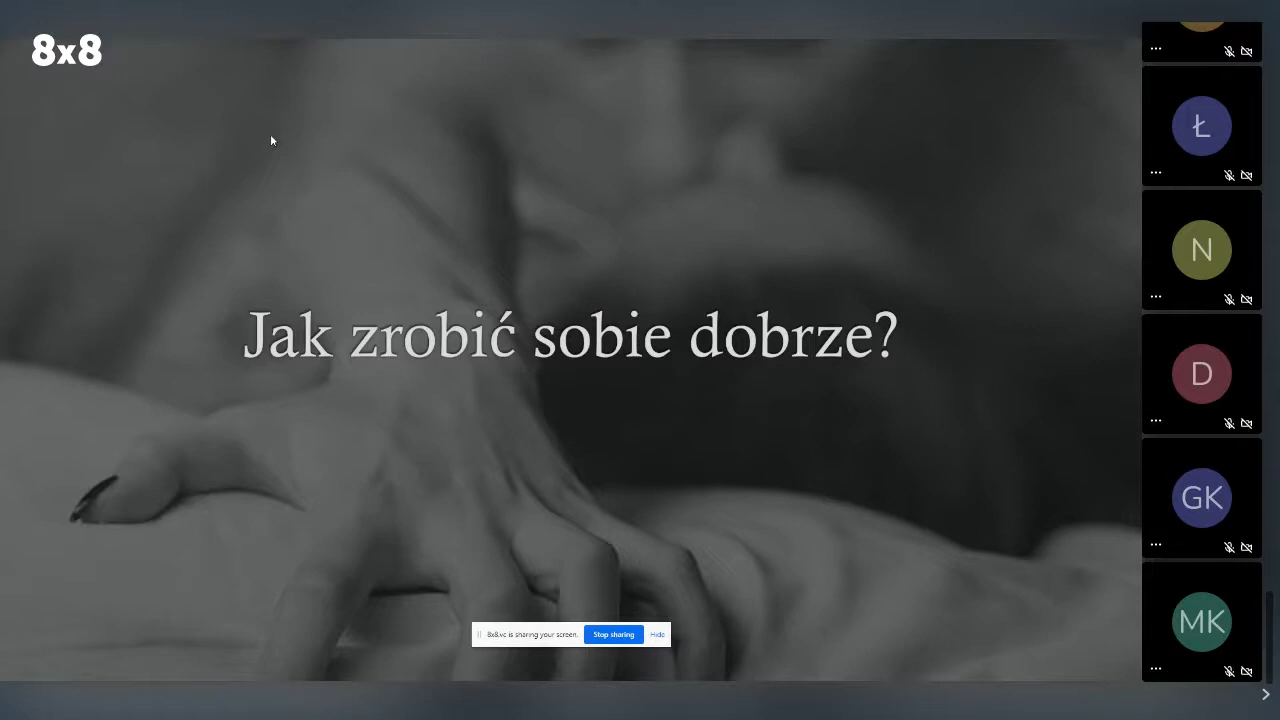 8x8
Jak zrobić sobie dobrze?
8x8.vc is sharing your screen. Stop sharing Hide
Ł
N
D
GK
MK